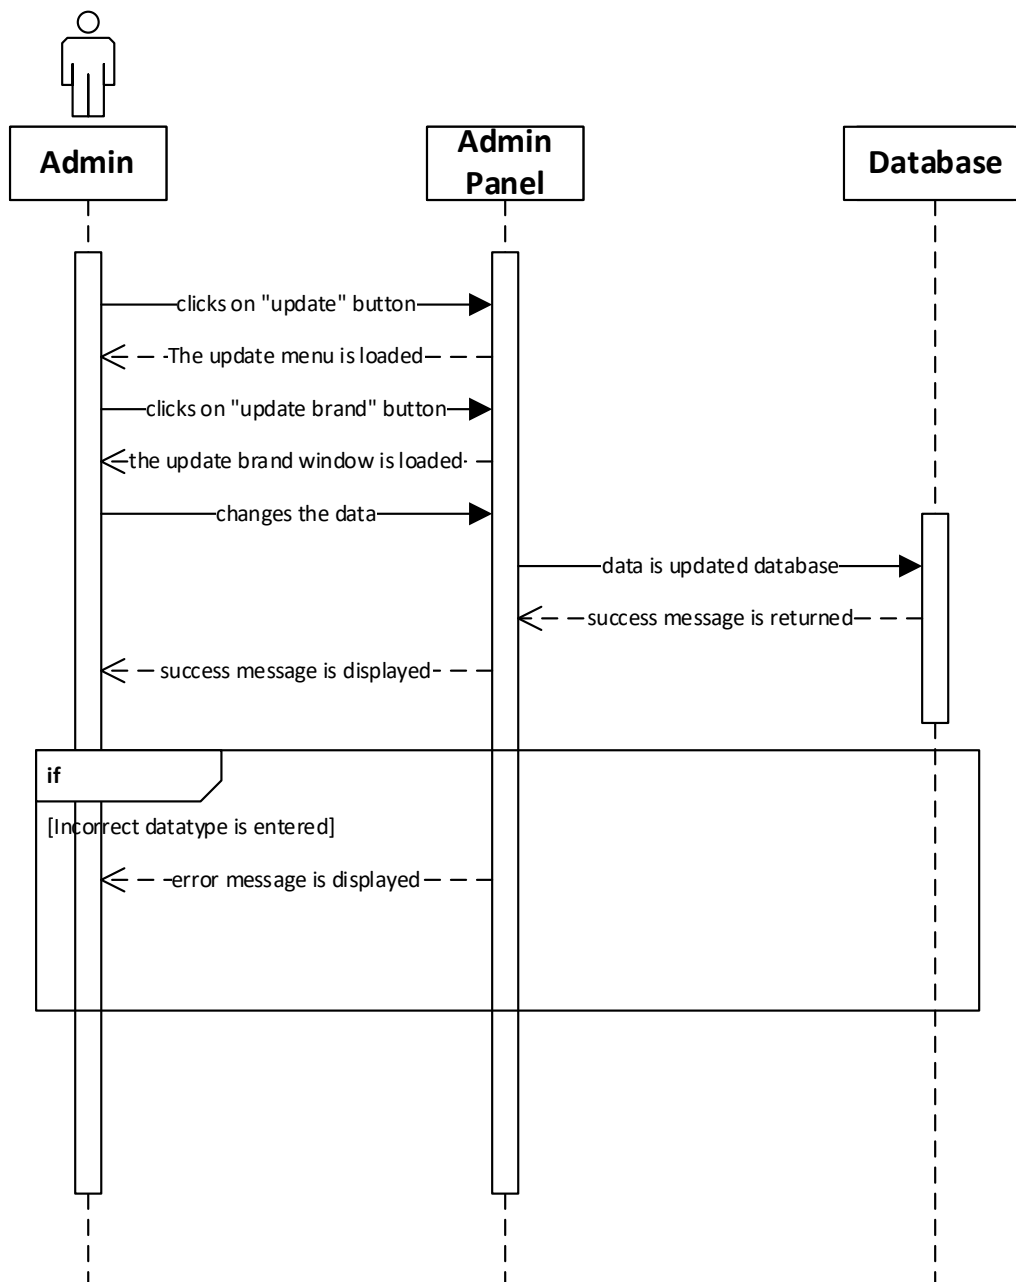 Admin
Admin
Panel
Database
clicks on "update" button
The update menu is loaded
clicks on "update brand" button
the update brand window is loaded
changes the data
data is updated database
success message is returned
success message is displayed
if
[Incorrect datatype is entered]
error message is displayed